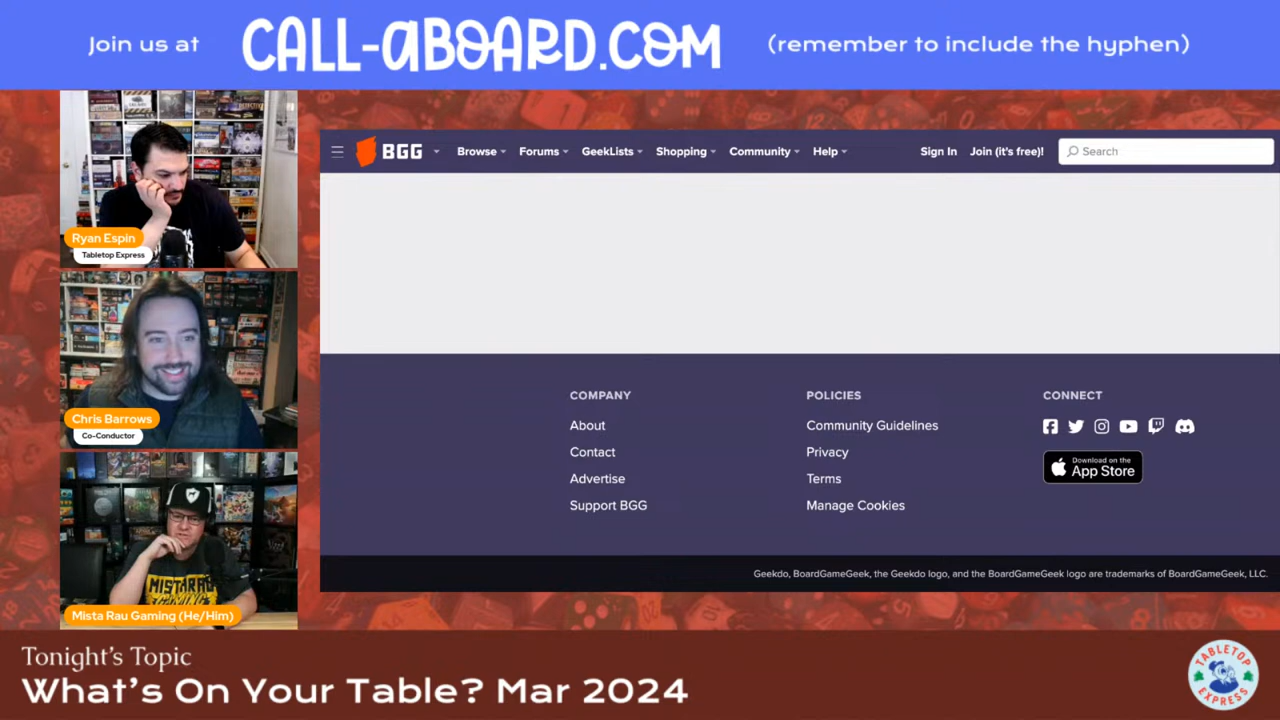 Join us at CALL-ABOARD.COM (remember to include the hyphen)
Ryan Espin
Tabletop Express
Chris Barrows
Co-Conductor
MISTARAU
GAMING
Mista Rau Gaming (He/Him)
BGG Browse Forums GeekLists Shopping Community Help Sign In Join (it's free)! Search
COMPANY
About
Contact
Advertise
Support BGG
POLICIES
Community Guidelines
Privacy
Terms
Manage Cookies
CONNECT
Download on the
App Store
Geekdo, BoardGameGeek, the Geekdo logo, and the BoardGameGeek logo are trademarks of BoardGameGeek, LLC.
Tonight's Topic
What's On Your Table? Mar 2024
TABLETOP
EXPRESS